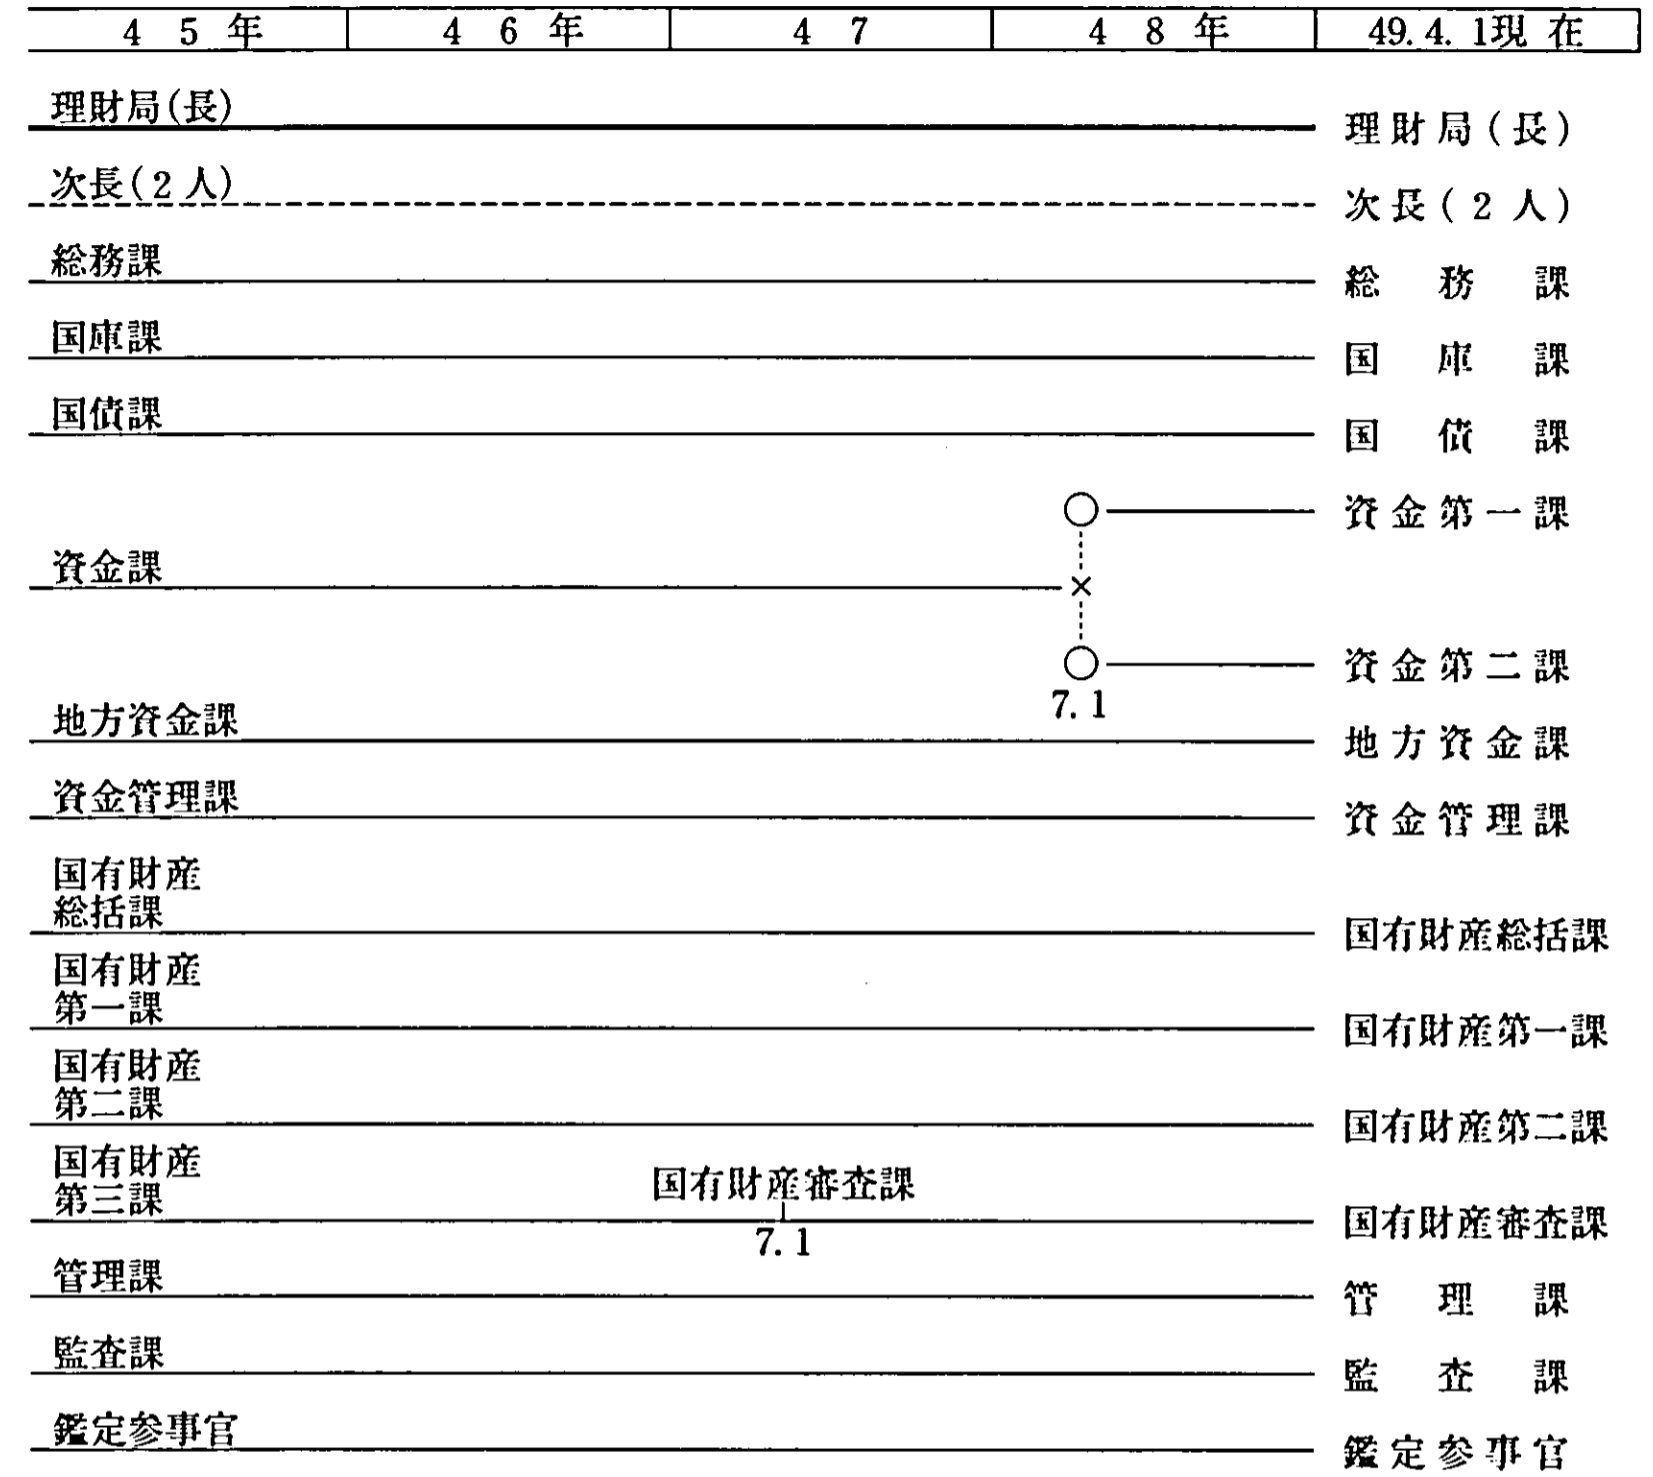 45年 46年 47 48年 49.4.1現在
理財局(長)
理財局(長)
次長(2人)
次長(2人)
総務課
総務課
国庫課
国庫課
国債課
国債課
資金第一課
資金課
×
資金第二課
7.1
地方資金課
地方資金課
資金管理課
資金管理課
国有財産
総括課
国有財産総括課
国有財産
第一課
国有財産第一課
国有財産
第二課
国有財産第二課
国有財産
第三課
国有財産審査課
国有財産審査課
7.1
管理課
管理課
監査課
監査課
鑑定参事官
鑑定参事官